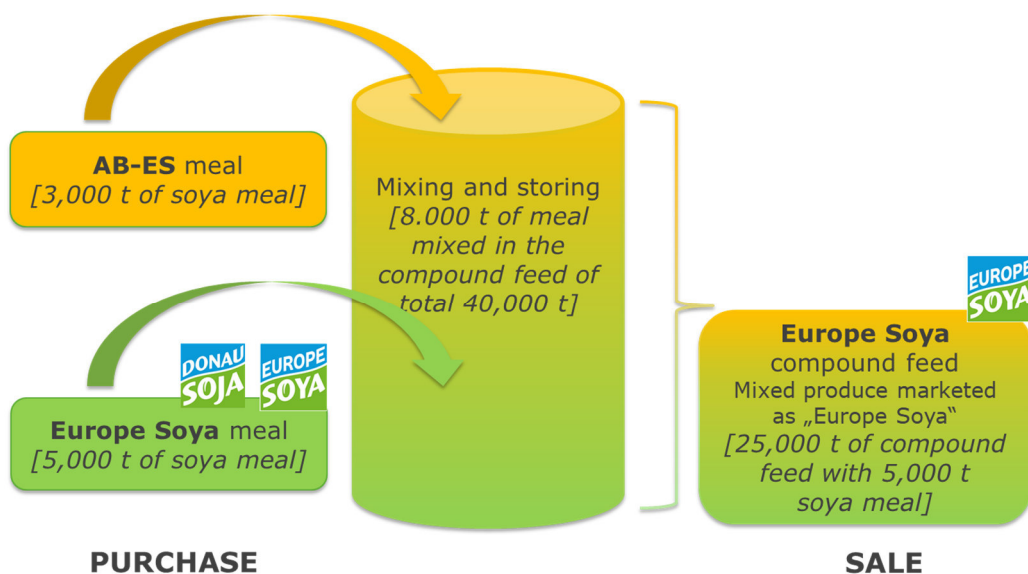 AB-ES meal
[3,000 t of soya meal]
Mixing and storing
[8.000 t of meal
mixed in the
compound feed of
total 40,000 t]
DONAU
SOJA
EUROPE
SOYA
Europe Soya meal
[5,000 t of soya meal]
EUROPE
SOYA
Europe Soya
compound feed
Mixed produce marketed
as „Europe Soya“
[25,000 t of compound
feed with 5,000 t
soya meal]
PURCHASE
SALE